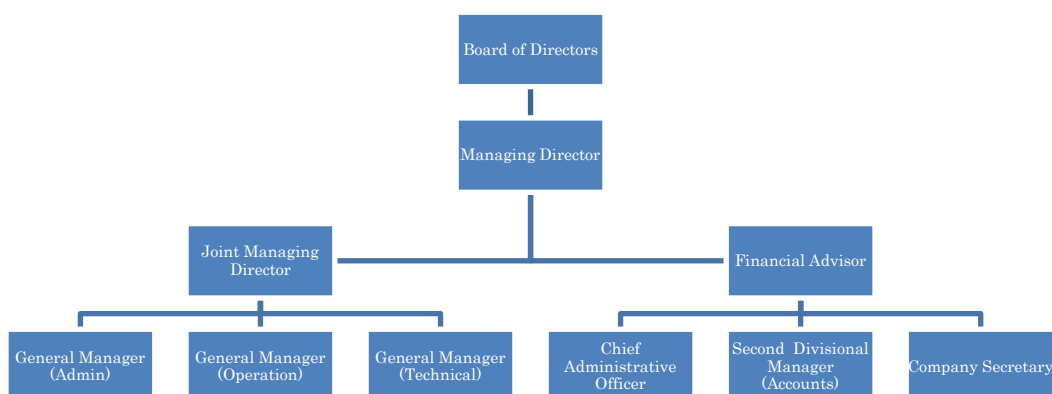 Board of Directors
Managing Director
Joint Managing
Director
Financial Advisor
General Manager
(Admin)
General Manager
(Operation)
General Manager
(Technical)
Chief
Administrative
Officer
Second  Divisional
Manager
(Accounts)
Company Secretary